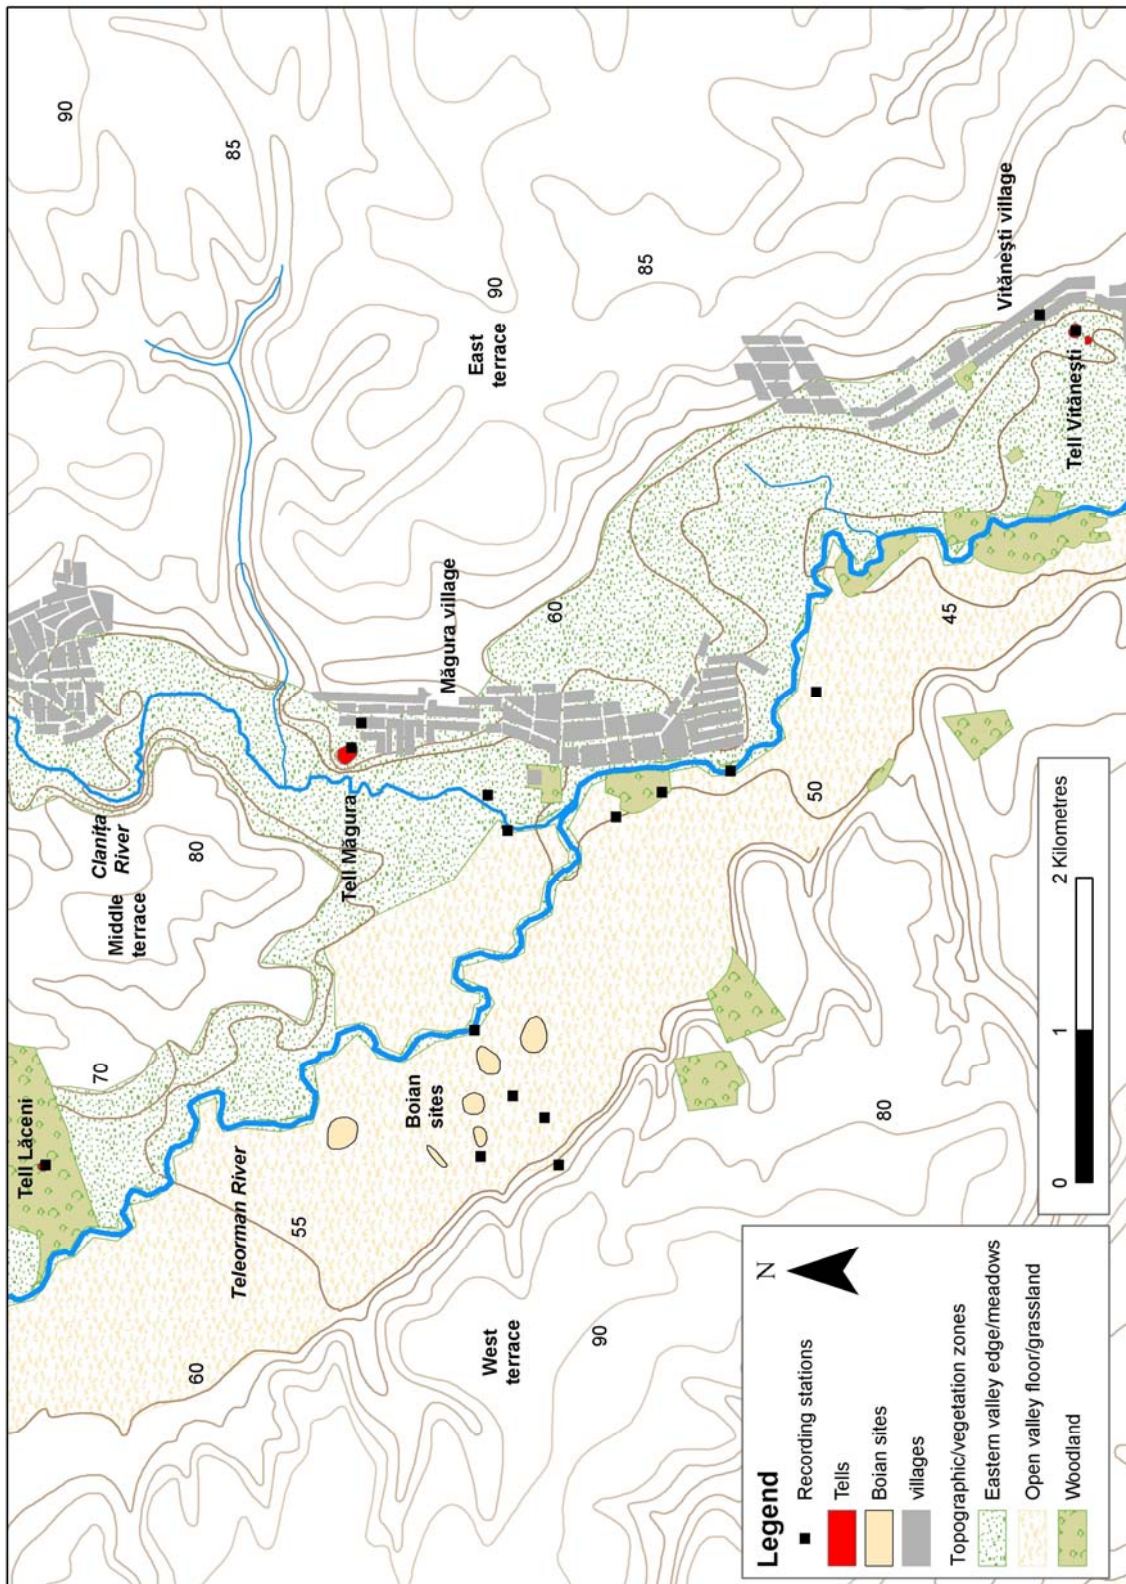 90
85
Clanița
River
80
Middle
terrace
70
Tell Lăceni
Tell Măgura
Măgura village
East
terrace
90
85
60
Vităneşti village
Tell Vităneşti
45
50
Boian
sites
Teleorman River
55
60
West
terrace
90
80
0
1
2 Kilometres
N
Legend
Recording stations
Tells
Boian sites
villages
Topographic/vegetation zones
Eastern valley edge/meadows
Open valley floor/grassland
Woodland